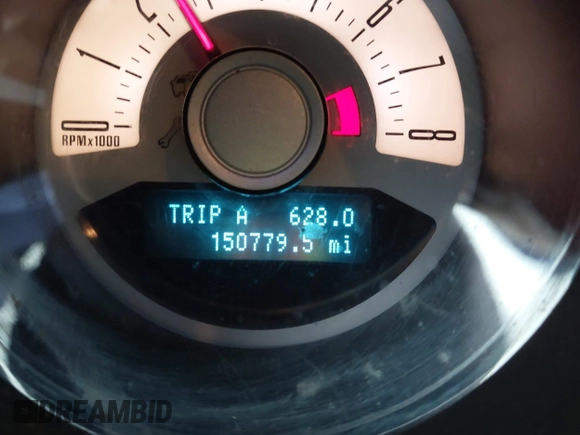 0 1 2 6 7 8
RPMx1000
TRIP A 628.0
150779.5 mi
DREAMBID